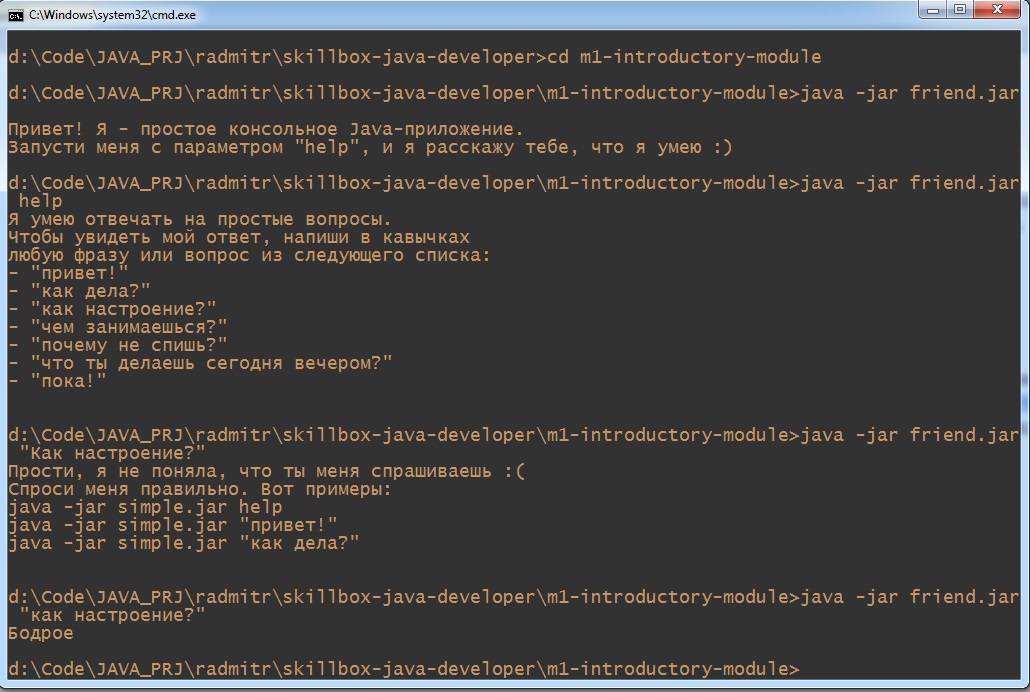 C:\Windows\system32\cmd.exe
d:\Code\JAVA_PRJ\radmitr\skillbox-java-developer>cd m1-introductory-module
d:\Code\JAVA_PRJ\radmitr\skillbox-java-developer\m1-introductory-module>java -jar friend.jar
Привет! Я - простое консольное Java-приложение.
Запусти меня с параметром "help", и я расскажу тебе, что я умею :)
d:\Code\JAVA_PRJ\radmitr\skillbox-java-developer\m1-introductory-module>java -jar friend.jar
help
Я умею отвечать на простые вопросы.
Чтобы увидеть мой ответ, напиши в кавычках
любую фразу или вопрос из следующего списка:
- "привет!"
- "как дела?"
- "как настроение?"
- "чем занимаешься?"
- "почему не спишь?"
- "что ты делаешь сегодня вечером?"
- "пока!"
d:\Code\JAVA_PRJ\radmitr\skillbox-java-developer\m1-introductory-module>java -jar friend.jar
"Как настроение?"
Прости, я не поняла, что ты меня спрашиваешь :(
Спроси меня правильно. Вот примеры:
java -jar simple.jar help
java -jar simple.jar "привет!"
java -jar simple.jar "как дела?"
d:\Code\JAVA_PRJ\radmitr\skillbox-java-developer\m1-introductory-module>java -jar friend.jar
"как настроение?"
Бодрое
d:\Code\JAVA_PRJ\radmitr\skillbox-java-developer\m1-introductory-module>